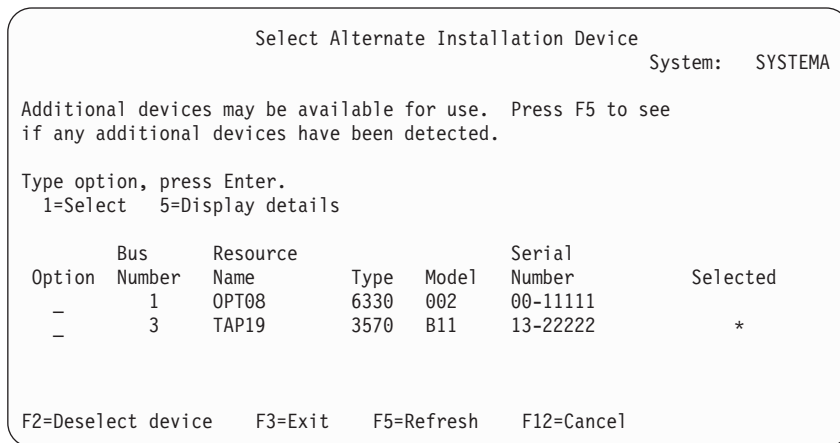 Select Alternate Installation Device
System:   SYSTEMA
Additional devices may be available for use.  Press F5 to see
if any additional devices have been detected.
Type option, press Enter.
1=Select   5=Display details
Bus       Resource                     Serial
Option  Number   Name         Type   Model   Number        Selected
_        1      OPT08        6330   002     00-11111
_        3      TAP19        3570   B11     13-22222        *
F2=Deselect device    F3=Exit    F5=Refresh    F12=Cancel